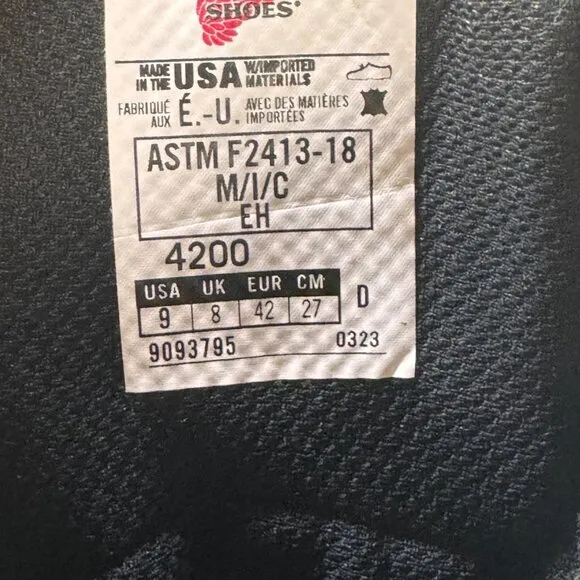 SHOES®
MADE IN THE USA W/IMPORTED MATERIALS
FABRIQUÉ AUX É.-U. AVEC DES MATIÈRES IMPORTÉES
ASTM F2413-18
M/I/C
EH
4200
USA UK EUR CM
9 8 42 27 D
9093795 0323